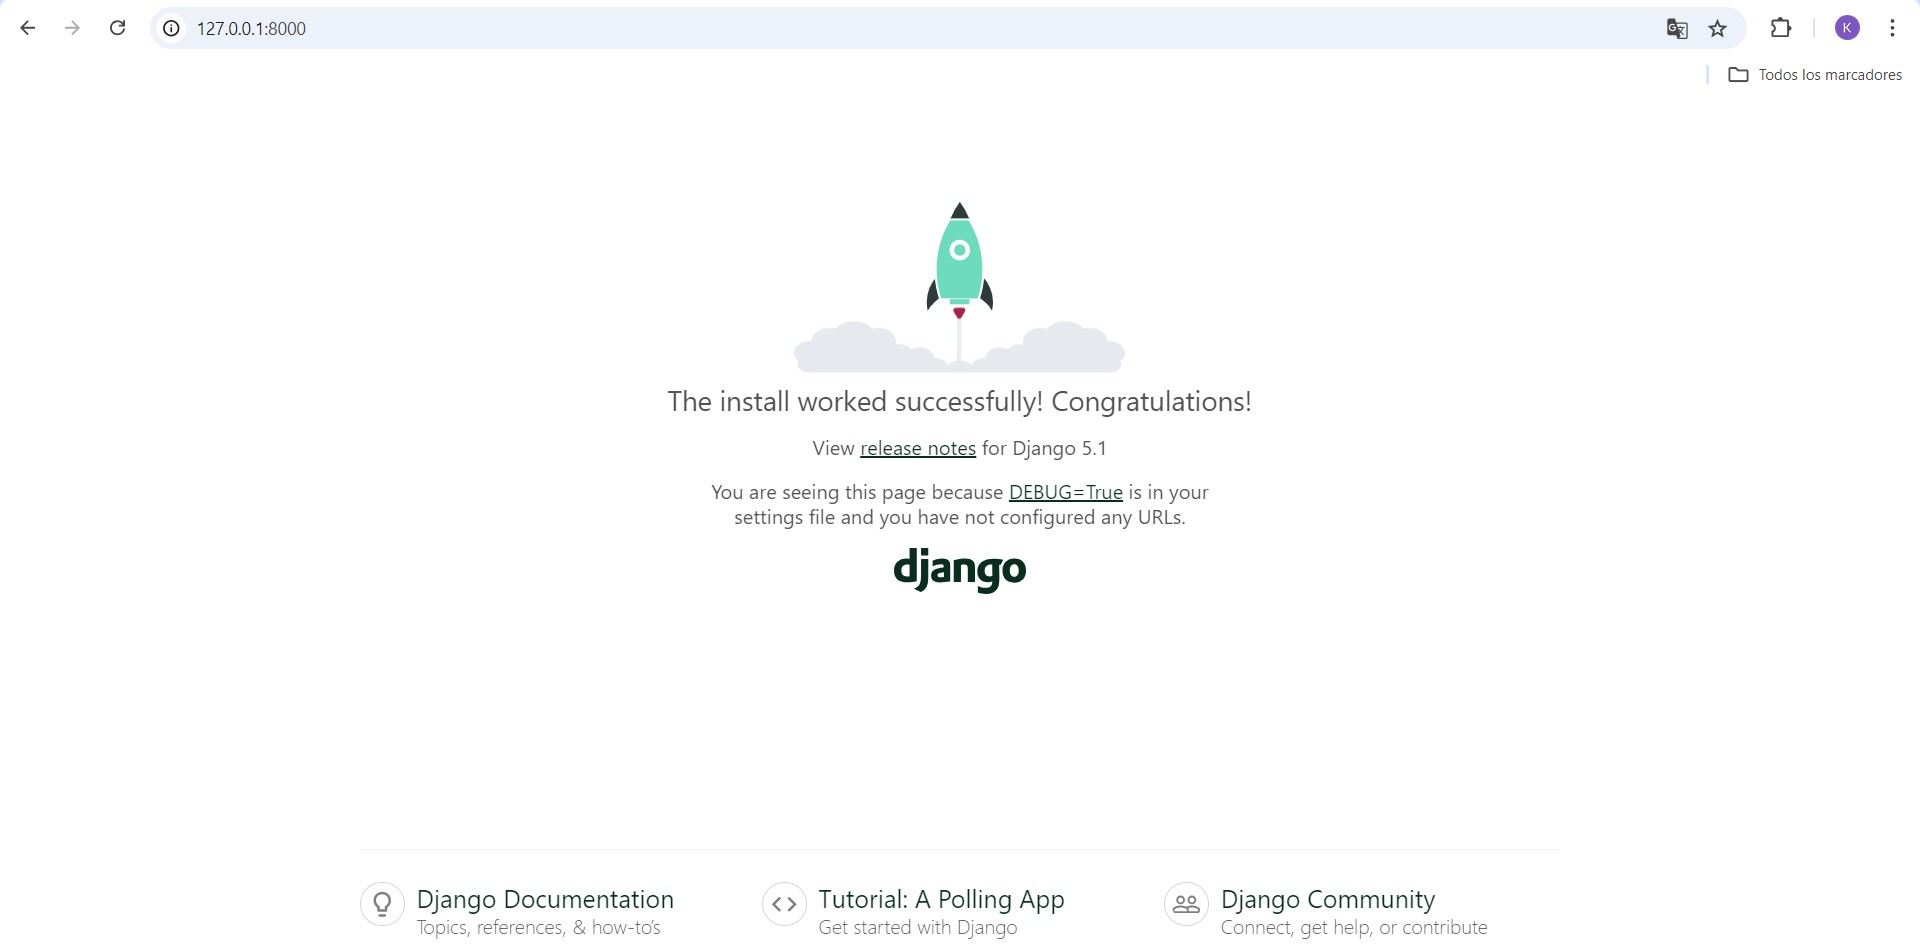 127.0.0.1:8000
K
Todos los marcadores
The install worked successfully! Congratulations!
View release notes for Django 5.1
You are seeing this page because DEBUG=True is in your
settings file and you have not configured any URLs.
django
Django Documentation
Topics, references, & how-to’s
Tutorial: A Polling App
Get started with Django
Django Community
Connect, get help, or contribute